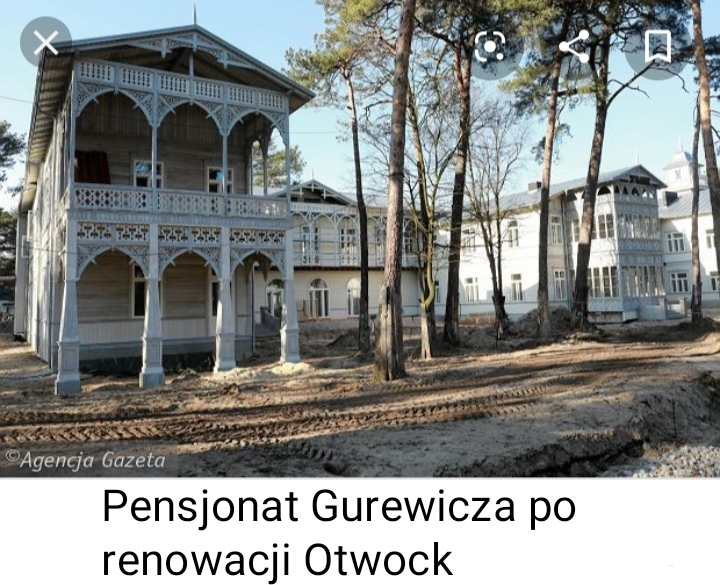 ©Agencja Gazeta
Pensjonat Gurewicza po
renowacji Otwock